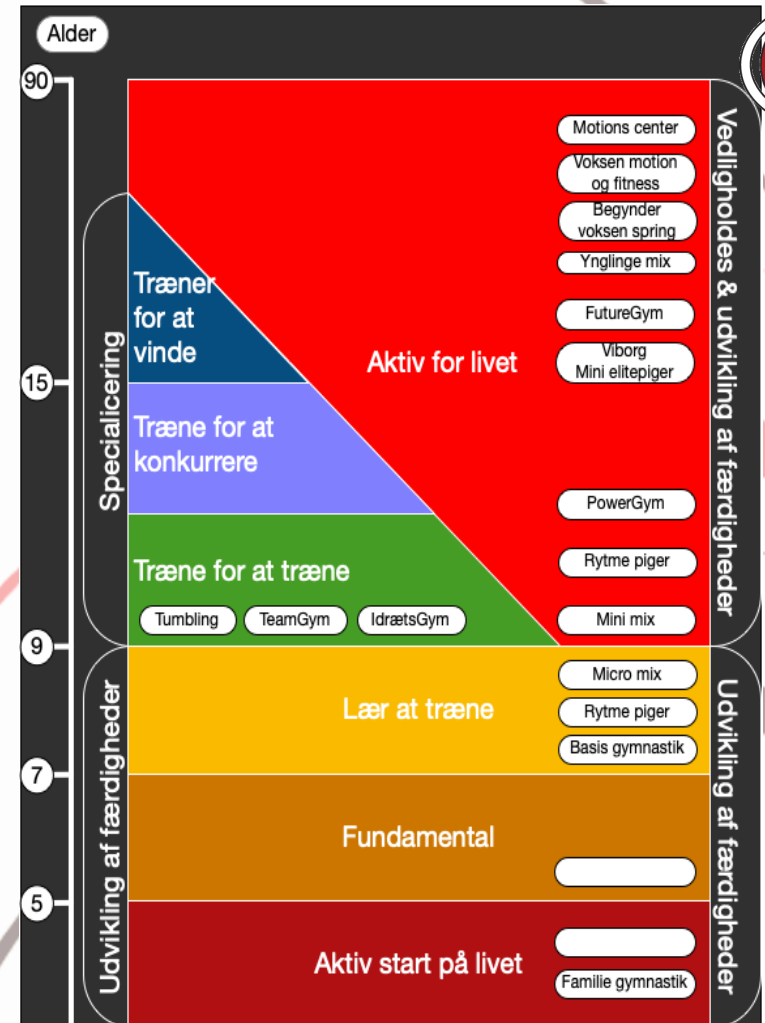 Alder
90
Motions center
Voksen motion
og fitness
Begynder
voksen spring
Ynglinge mix
FutureGym
Viborg
Mini elitepiger
Aktiv for livet
Træner
for at
vinde
15
Træne for at
konkurrere
PowerGym
Rytme piger
Mini mix
Træne for at træne
Tumbling
TeamGym
IdrætsGym
Specialicering
Vedligholdes & udvikling af færdigheder
9
Micro mix
Lær at træne
Rytme piger
Basis gymnastik
7
Fundamental
5
Aktiv start på livet
Familie gymnastik
Udvikling af færdigheder
Udvikling af færdigheder